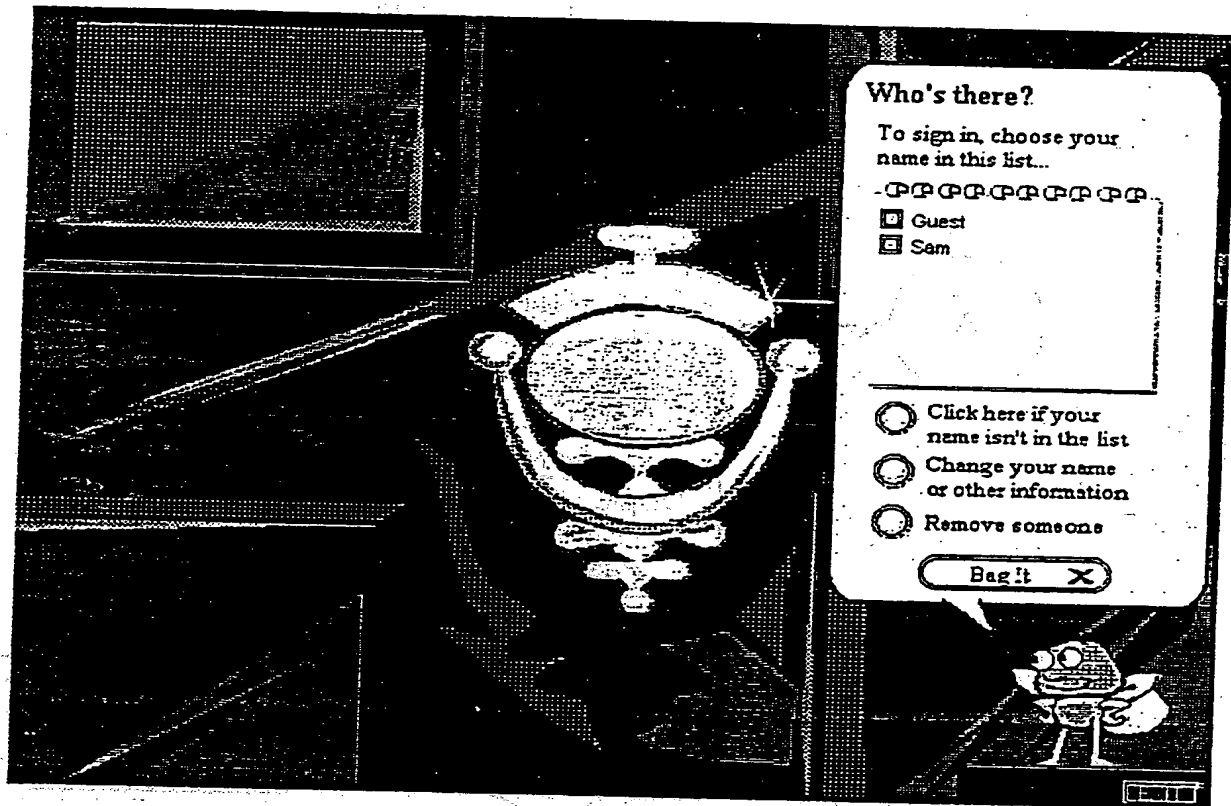 Who's there?
To sign in, choose your
name in this list...
Guest
Sam
Click here if your
name isn't in the list
Change your name
or other information
Remove someone
Bag It